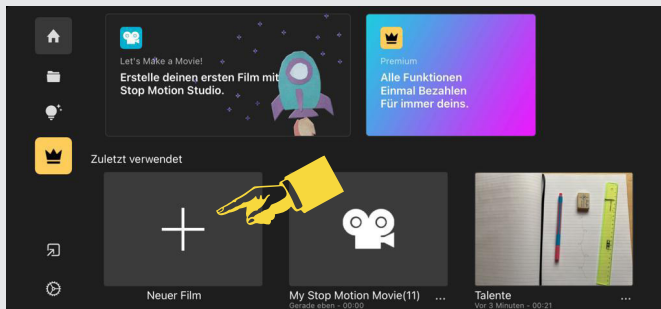 Let's Make a Movie!
Erstelle deinen ersten Film mit
Stop Motion Studio.
Premium
Alle Funktionen
Einmal Bezahlen
Für immer deins.
Zuletzt verwendet
Neuer Film
My Stop Motion Movie(11) ...
Gerade eben - 00:00
Talente ...
Vor 3 Minuten - 00:21